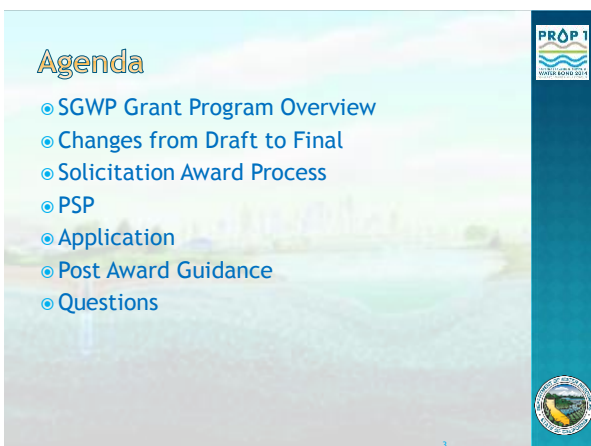 Agenda
SGWP Grant Program Overview
Changes from Draft to Final
Solicitation Award Process
PSP
Application
Post Award Guidance
Questions
PROP 1
WATER BOND 2014
3